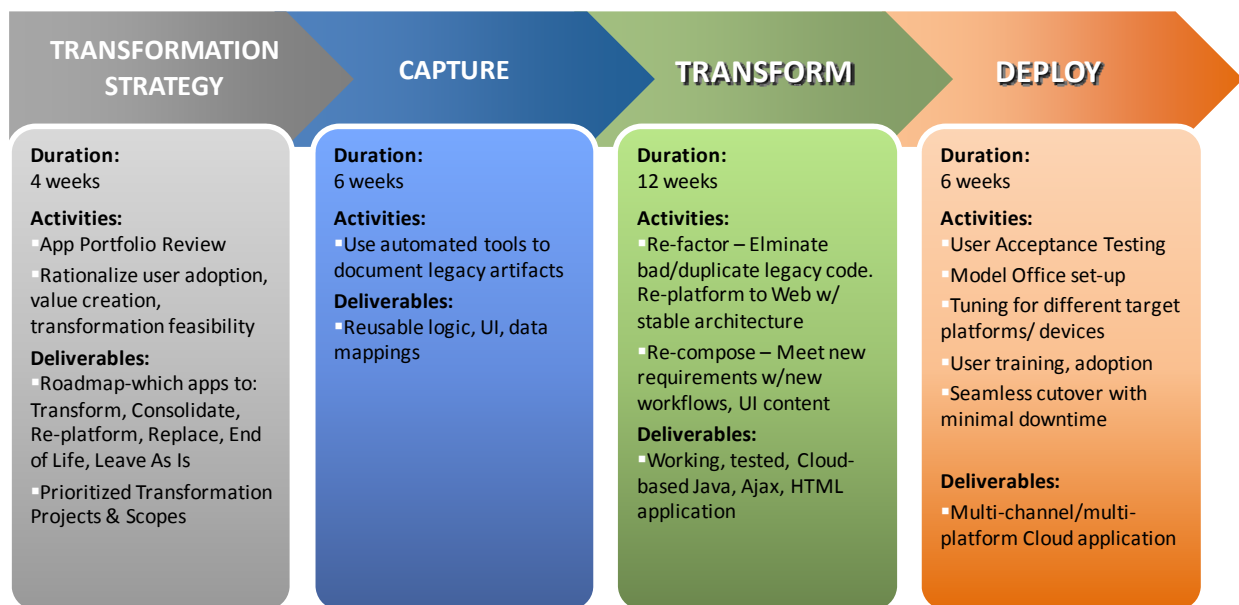 TRANSFORMATION
STRATEGY
CAPTURE
TRANSFORM
DEPLOY
Duration:
4 weeks
Activities:
▪App Portfolio Review
▪Rationalize user adoption,
value creation,
transformation feasibility
Deliverables:
▪Roadmap-which apps to:
Transform, Consolidate,
Re-platform, Replace, End
of Life, Leave As Is
▪Prioritized Transformation
Projects & Scopes
Duration:
6 weeks
Activities:
▪Use automated tools to
document legacy artifacts
Deliverables:
▪Reusable logic, UI, data
mappings
Duration:
12 weeks
Activities:
▪Re-factor – Elminate
bad/duplicate legacy code.
Re-platform to Web w/
stable architecture
▪Re-compose – Meet new
requirements w/new
workflows, UI content
Deliverables:
▪Working, tested, Cloud-
based Java, Ajax, HTML
application
Duration:
6 weeks
Activities:
▪User Acceptance Testing
▪Model Office set-up
▪Tuning for different target
platforms/ devices
▪User training, adoption
▪Seamless cutover with
minimal downtime
Deliverables:
▪Multi-channel/multi-
platform Cloud application